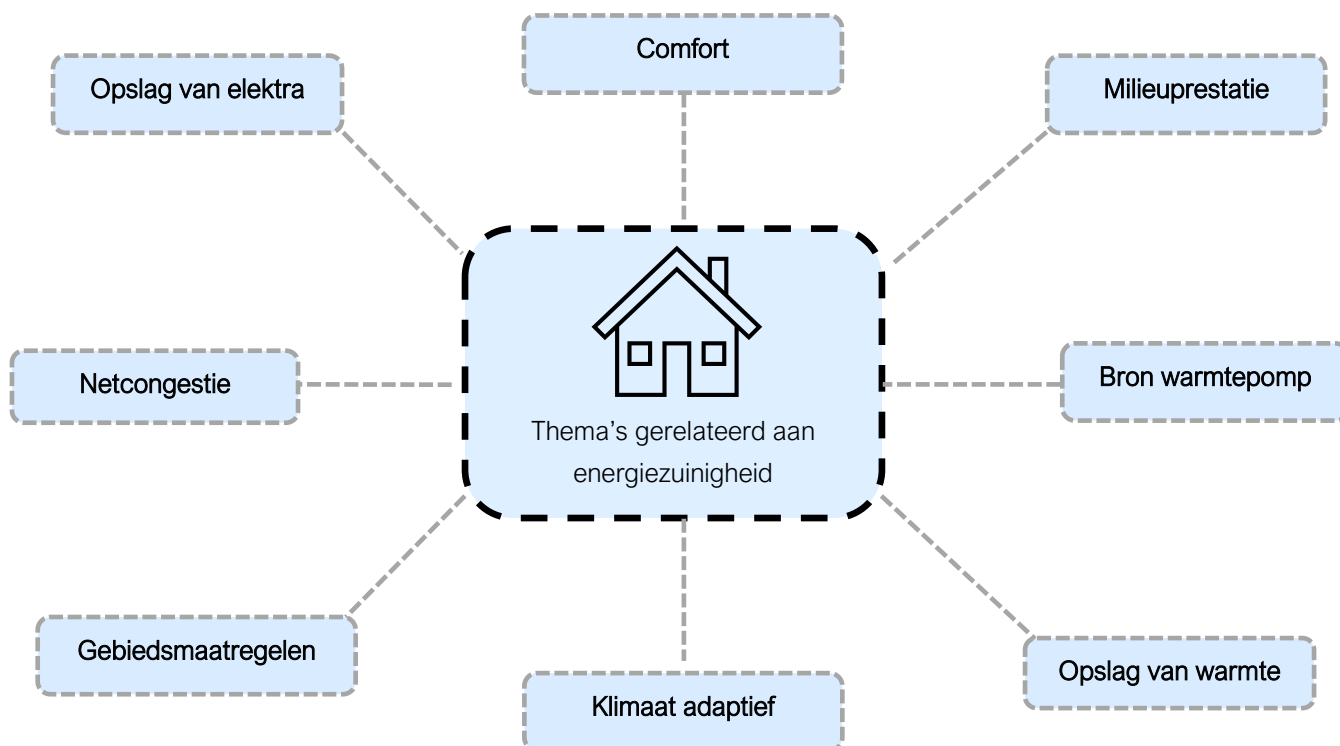 Comfort
Opslag van elektra
Milieuprestatie
Netcongestie
Bron warmtepomp
Thema's gerelateerd aan
energiezuinigheid
Gebiedsmaatregelen
Opslag van warmte
Klimaat adaptief